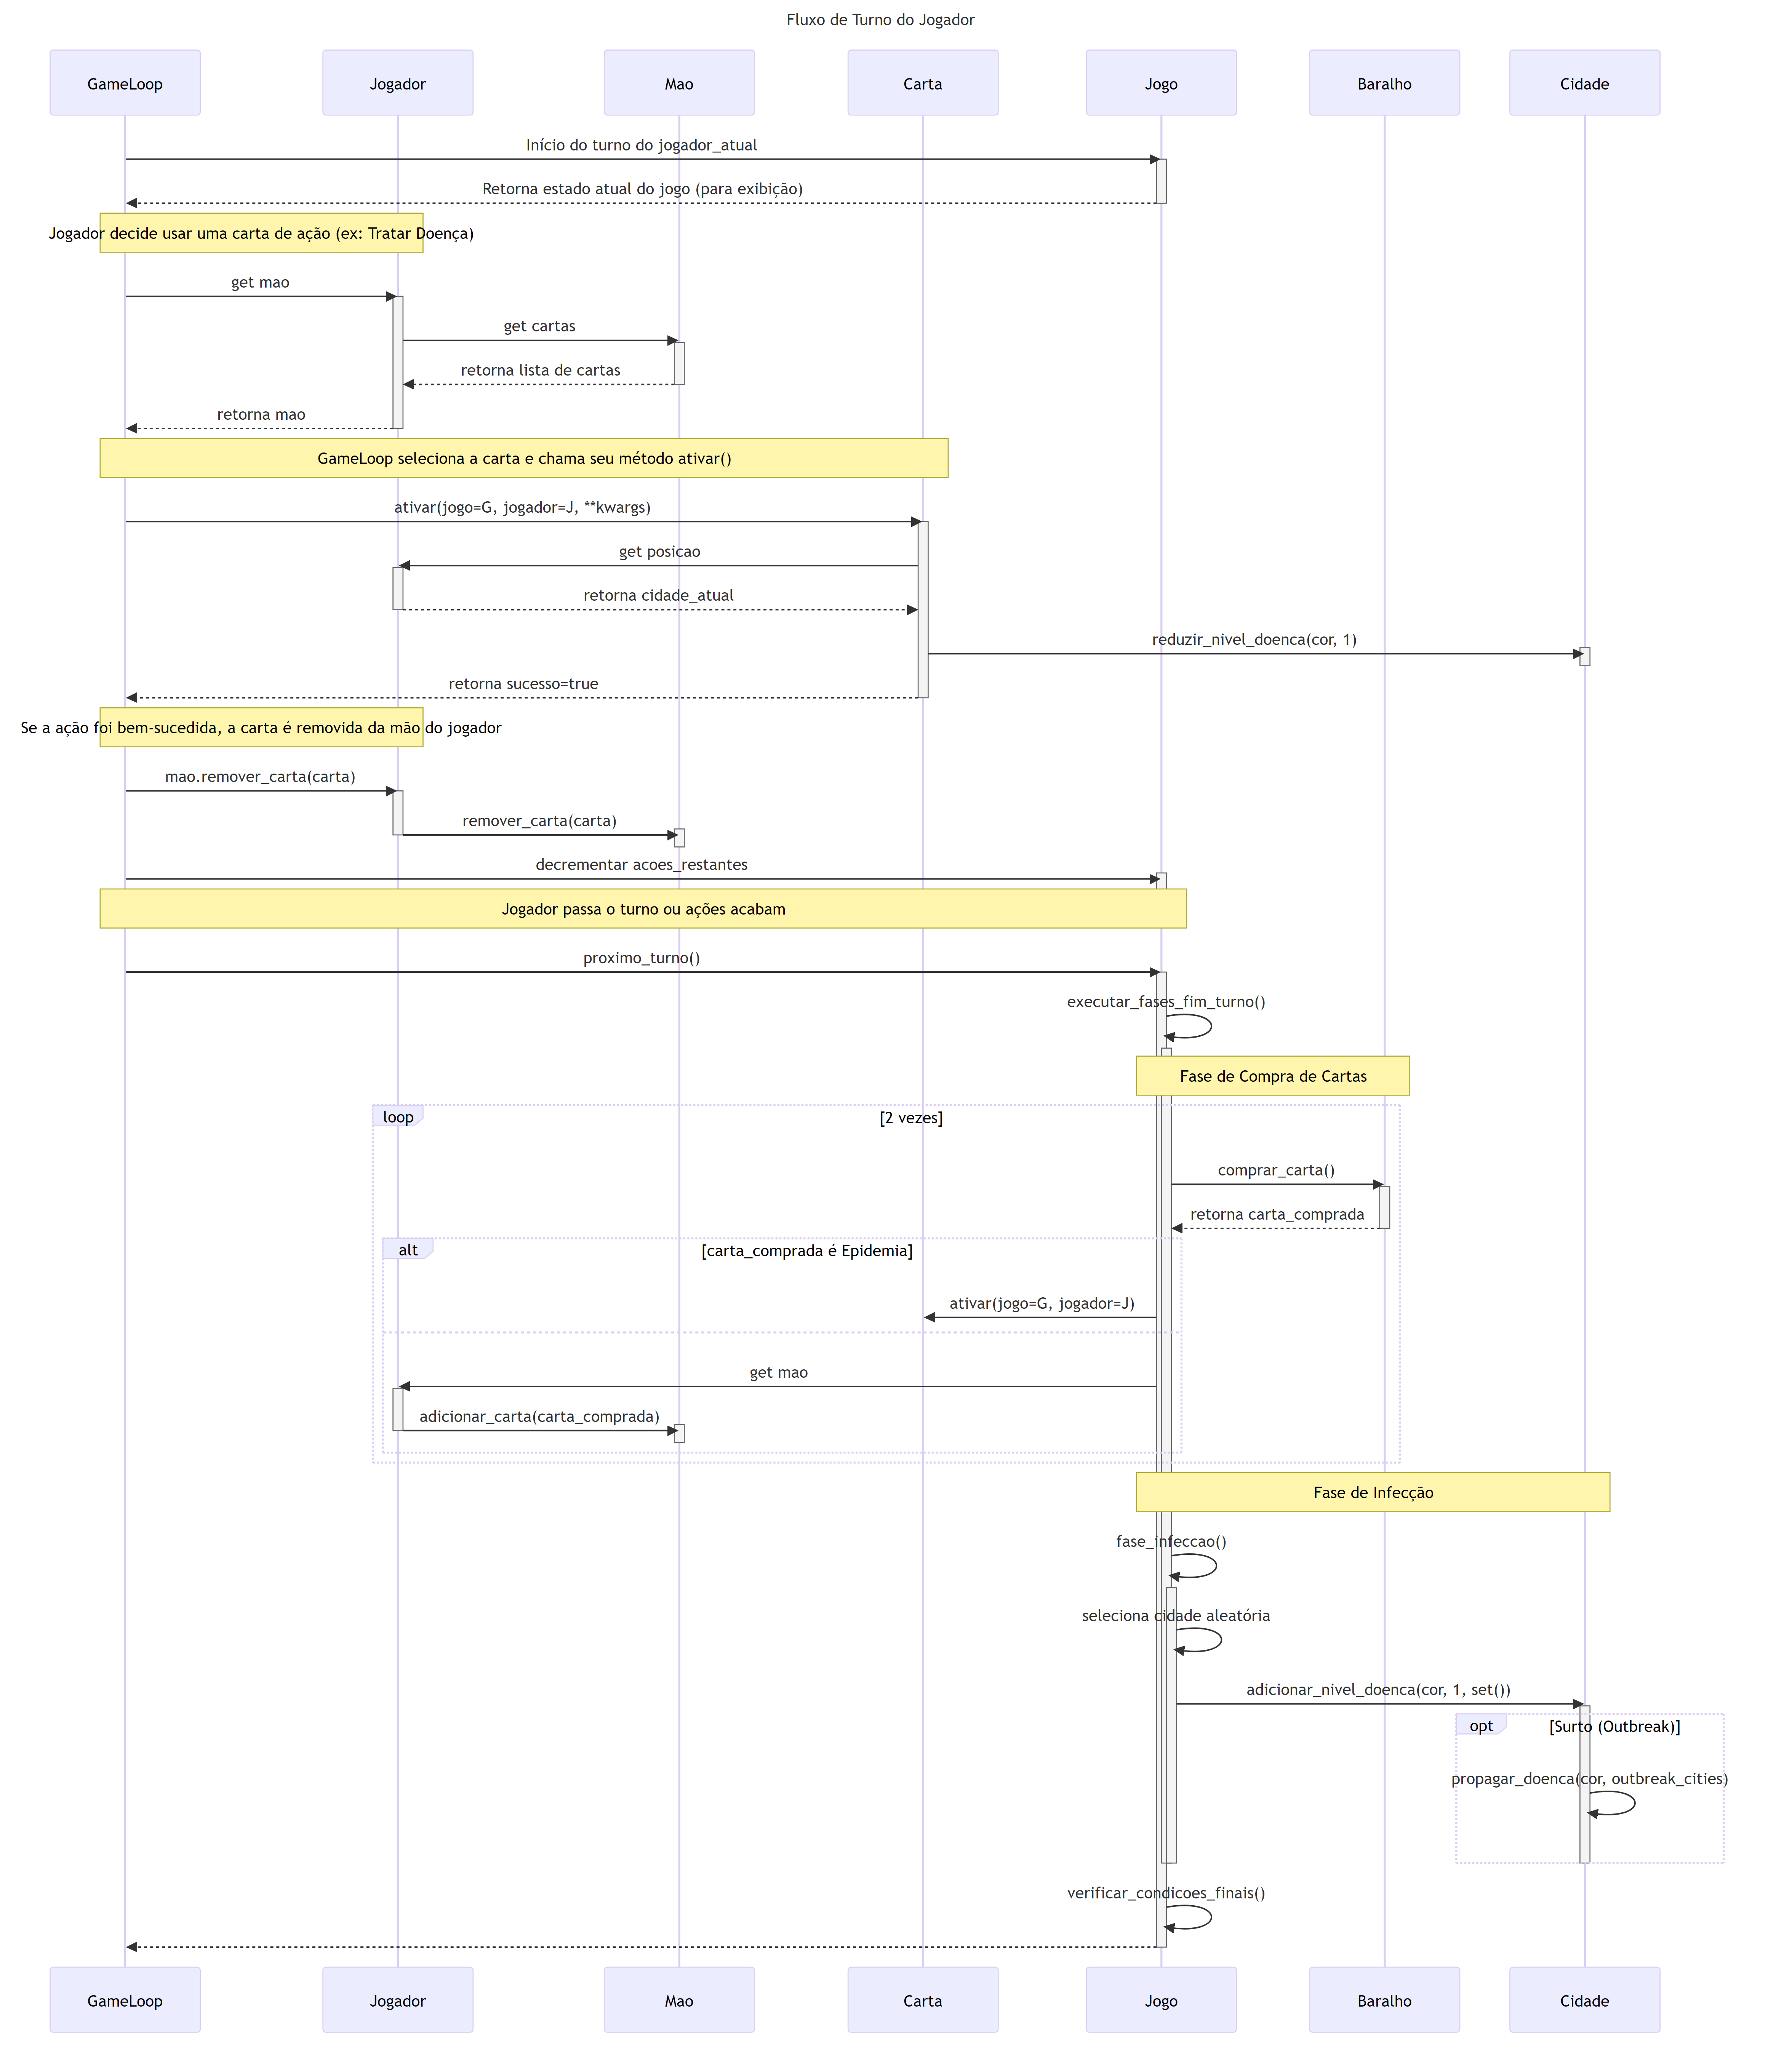 Fluxo de Turno do Jogador
GameLoop
Jogador
Mao
Carta
Jogo
Baralho
Cidade
Início do turno do jogador_atual
Retorna estado atual do jogo (para exibição)
Jogador decide usar uma carta de ação (ex: Tratar Doença)
get mao
get cartas
retorna lista de cartas
retorna mao
GameLoop seleciona a carta e chama seu método ativar()
ativar(jogo=G, jogador=J, **kwargs)
get posicao
retorna cidade_atual
reduzir_nivel_doenca(cor, 1)
retorna sucesso=true
Se a ação foi bem-sucedida, a carta é removida da mão do jogador
mao.remover_carta(carta)
remover_carta(carta)
decrementar acoes_restantes
Jogador passa o turno ou ações acabam
proximo_turno()
executar_fases_fim_turno()
Fase de Compra de Cartas
loop
[2 vezes]
comprar_carta()
retorna carta_comprada
alt
[carta_comprada é Epidemia]
ativar(jogo=G, jogador=J)
get mao
adicionar_carta(carta_comprada)
Fase de Infecção
fase_infeccao()
seleciona cidade aleatória
adicionar_nivel_doenca(cor, 1, set())
opt
[Surto (Outbreak)]
propagar_doenca(cor, outbreak_cities)
verificar_condicoes_finais()
GameLoop
Jogador
Mao
Carta
Jogo
Baralho
Cidade